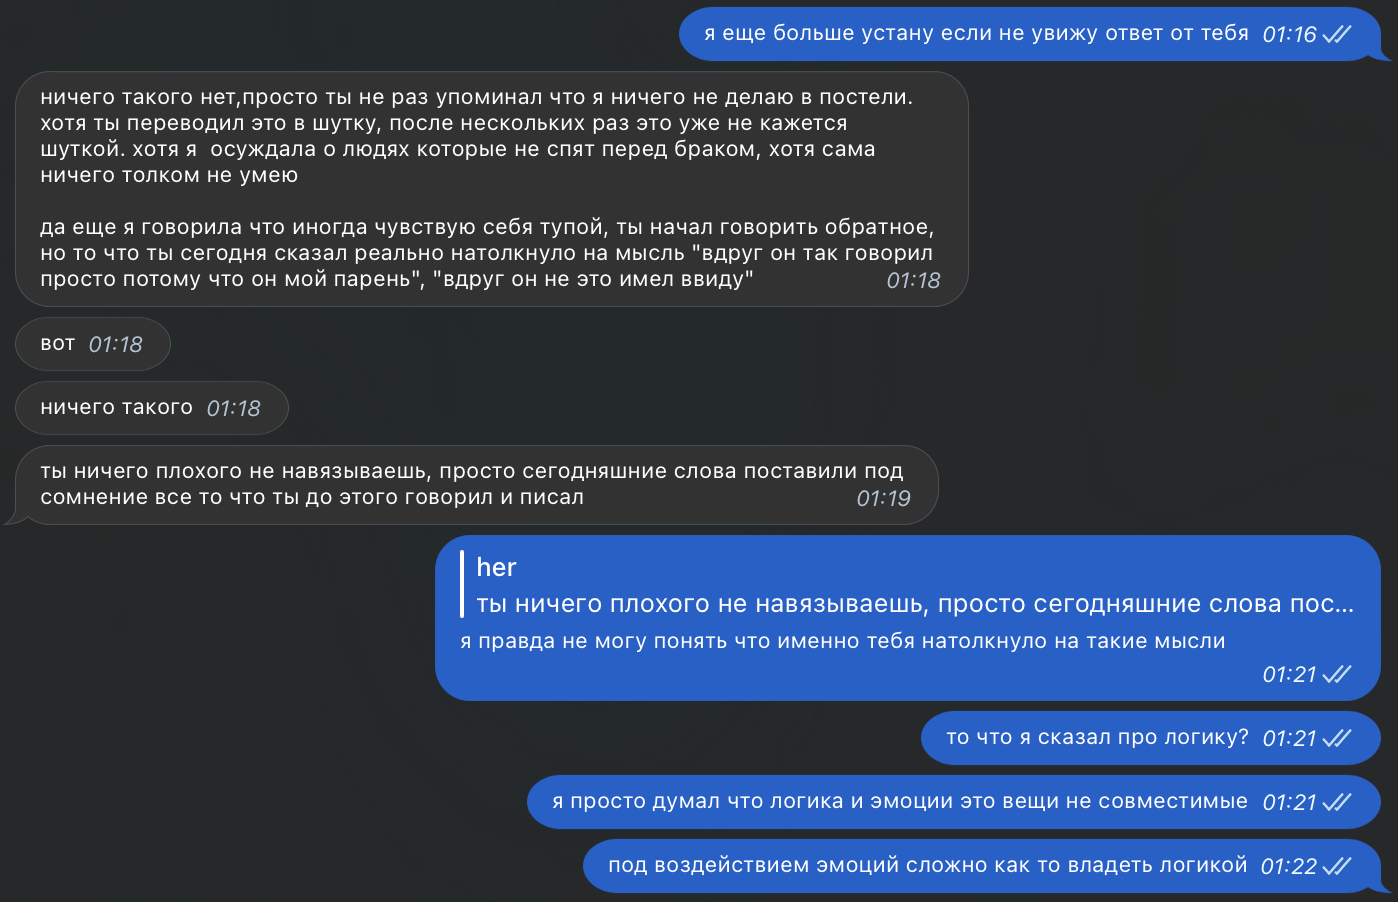 я еще больше устану если не увижу ответ от тебя 01:16
ничего такого нет,просто ты не раз упоминал что я ничего не делаю в постели.
хотя ты переводил это в шутку, после нескольких раз это уже не кажется
шуткой. хотя я  осуждала о людях которые не спят перед браком, хотя сама
ничего толком не умею
да еще я говорила что иногда чувствую себя тупой, ты начал говорить обратное,
но то что ты сегодня сказал реально натолкнуло на мысль "вдруг он так говорил
просто потому что он мой парень", "вдруг он не это имел ввиду" 01:18
вот 01:18
ничего такого 01:18
ты ничего плохого не навязываешь, просто сегодняшние слова поставили под
сомнение все то что ты до этого говорил и писал 01:19
her
ты ничего плохого не навязываешь, просто сегодняшние слова пос...
я правда не могу понять что именно тебя натолкнуло на такие мысли
01:21
то что я сказал про логику? 01:21
я просто думал что логика и эмоции это вещи не совместимые 01:21
под воздействием эмоций сложно как то владеть логикой 01:22